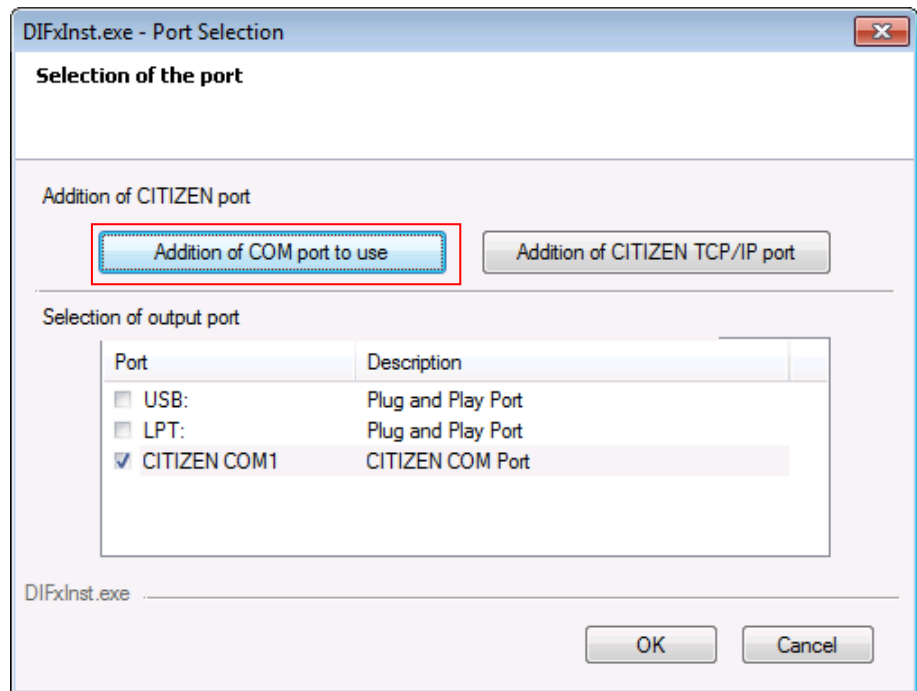 DIFxInst.exe - Port Selection
Selection of the port
Addition of CITIZEN port
Addition of COM port to use
Addition of CITIZEN TCP/IP port
Selection of output port
Port Description
USB: Plug and Play Port
LPT: Plug and Play Port
CITIZEN COM1 CITIZEN COM Port
DIFxInst.exe
OK Cancel